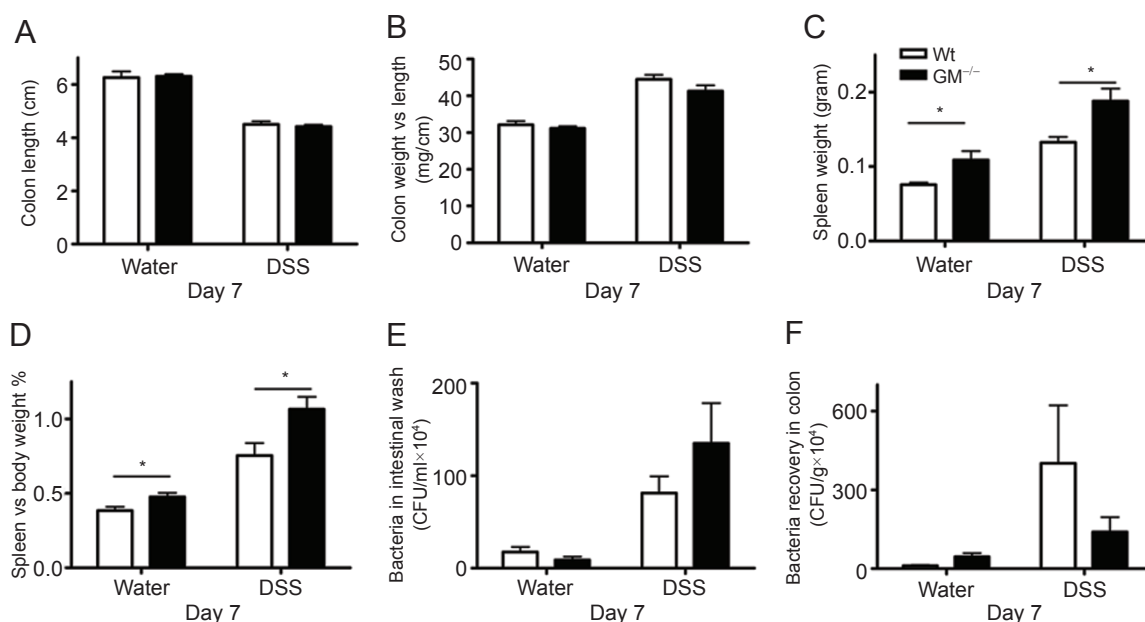 A
Colon length (cm)
6
4
2
0
Water
DSS
Day 7
B
Colon weight vs length
(mg/cm)
50
40
30
20
10
0
Water
DSS
Day 7
C
Spleen weight (gram)
Wt
GM⁻/⁻
0.2
0.1
0.0
*
*
Water
DSS
Day 7
D
Spleen vs body weight %
1.0
0.5
0.0
*
*
Water
DSS
Day 7
E
Bacteria in intestinal wash
(CFU/ml×10⁴)
200
100
0
Water
DSS
Day 7
F
Bacteria recovery in colon
(CFU/g×10⁴)
600
300
0
Water
DSS
Day 7